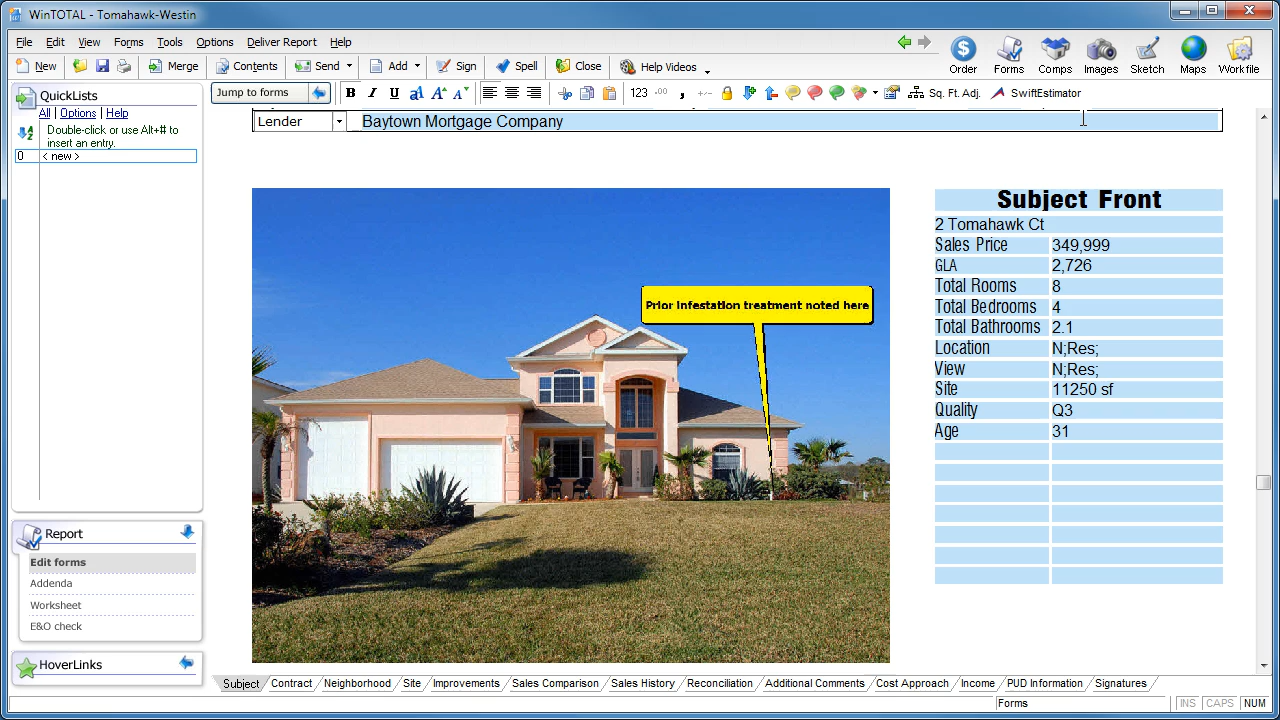 WinTOTAL - Tomahawk-Westin
File Edit View Forms Tools Options Deliver Report Help
New Merge Contents Send Add Sign Spell Close Help Videos
Order Forms Comps Images Sketch Maps Workfile
QuickLists
All | Options | Help
Double-click or use Alt+# to
insert an entry.
0 < new >
Jump to forms B I U 123 Sq. Ft. Adj. SwiftEstimator
Lender Baytown Mortgage Company
Prior infestation treatment noted here
Subject Front
2 Tomahawk Ct
Sales Price 349,999
GLA 2,726
Total Rooms 8
Total Bedrooms 4
Total Bathrooms 2.1
Location N;Res;
View N;Res;
Site 11250 sf
Quality Q3
Age 31
Report
Edit forms
Addenda
Worksheet
E&O check
HoverLinks
Subject Contract Neighborhood Site Improvements Sales Comparison Sales History Reconciliation Additional Comments Cost Approach Income PUD Information Signatures
Forms INS CAPS NUM